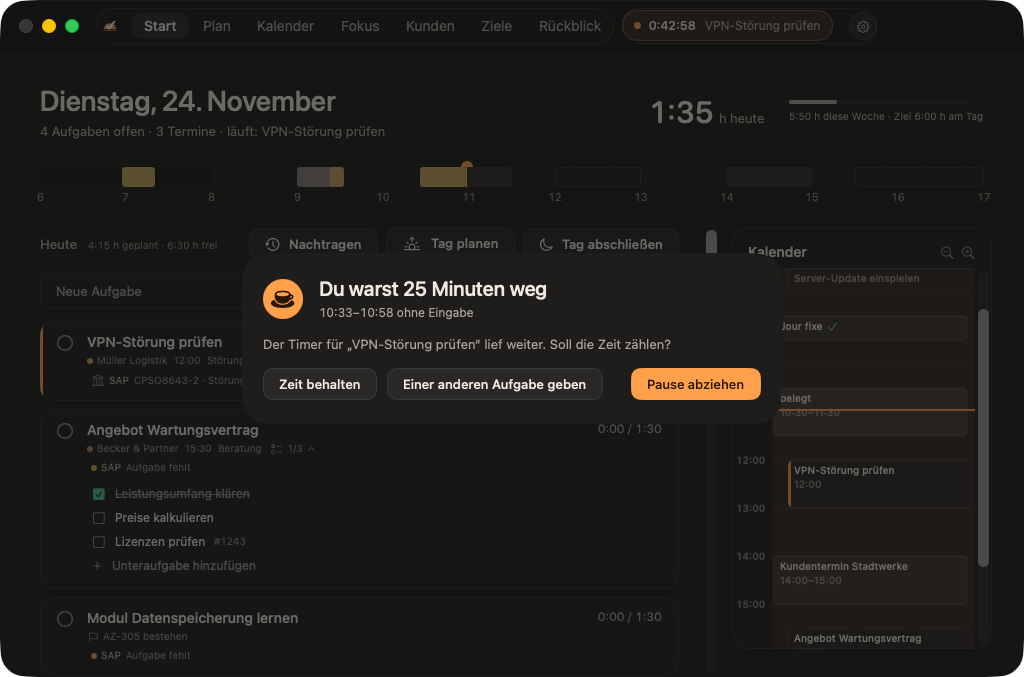 Start Plan Kalender Fokus Kunden Ziele Rückblick 0:42:58 VPN-Störung prüfen
Dienstag, 24. November
4 Aufgaben offen · 3 Termine · läuft: VPN-Störung prüfen
1:35 h heute
5:50 h diese Woche · Ziel 6:00 h am Tag
6 7 8 9 10 11 12 13 14 15 16 17
Heute 4:15 h geplant · 6:30 h frei
Nachtragen Tag planen Tag abschließen
Neue Aufgabe
Du warst 25 Minuten weg
10:33–10:58 ohne Eingabe
Der Timer für „VPN-Störung prüfen“ lief weiter. Soll die Zeit zählen?
Zeit behalten Einer anderen Aufgabe geben Pause abziehen
VPN-Störung prüfen
Müller Logistik 12:00 Störung
SAP CPSO8643-2 · Störung
Angebot Wartungsvertrag 0:00 / 1:30
Becker & Partner 15:30 Beratung 1/3
SAP Aufgabe fehlt
Leistungsumfang klären
Preise kalkulieren
Lizenzen prüfen #1243
Unteraufgabe hinzufügen
Modul Datenspeicherung lernen 0:00 / 1:30
AZ-305 bestehen
SAP Aufgabe fehlt
Kalender
Server-Update einspielen
Jour fixe ✓
belegt
10:30–11:30
12:00
VPN-Störung prüfen
12:00
13:00
14:00
Kundentermin Stadtwerke
14:00–15:00
15:00
Angebot Wartungsvertrag